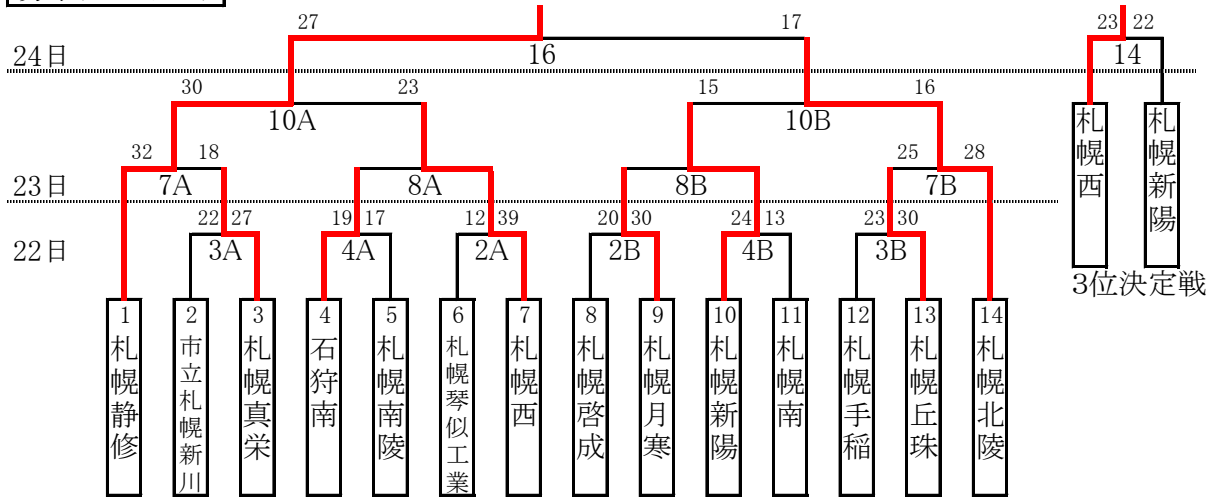 27 17 23 22
24日 16 14
30 23 15 16
10A 10B
32 18 25 28
7A 8A 8B 7B
23日
22 27 19 17 12 39 20 30 24 13 23 30
22日 3A 4A 2A 2B 4B 3B
札幌西
札幌新陽
3位決定戦
1 札幌静修
2 市立札幌新川
3 札幌真栄
4 石狩南
5 札幌南陵
6 札幌琴似工業
7 札幌西
8 札幌啓成
9 札幌月寒
10 札幌新陽
11 札幌南
12 札幌手稲
13 札幌丘珠
14 札幌北陵